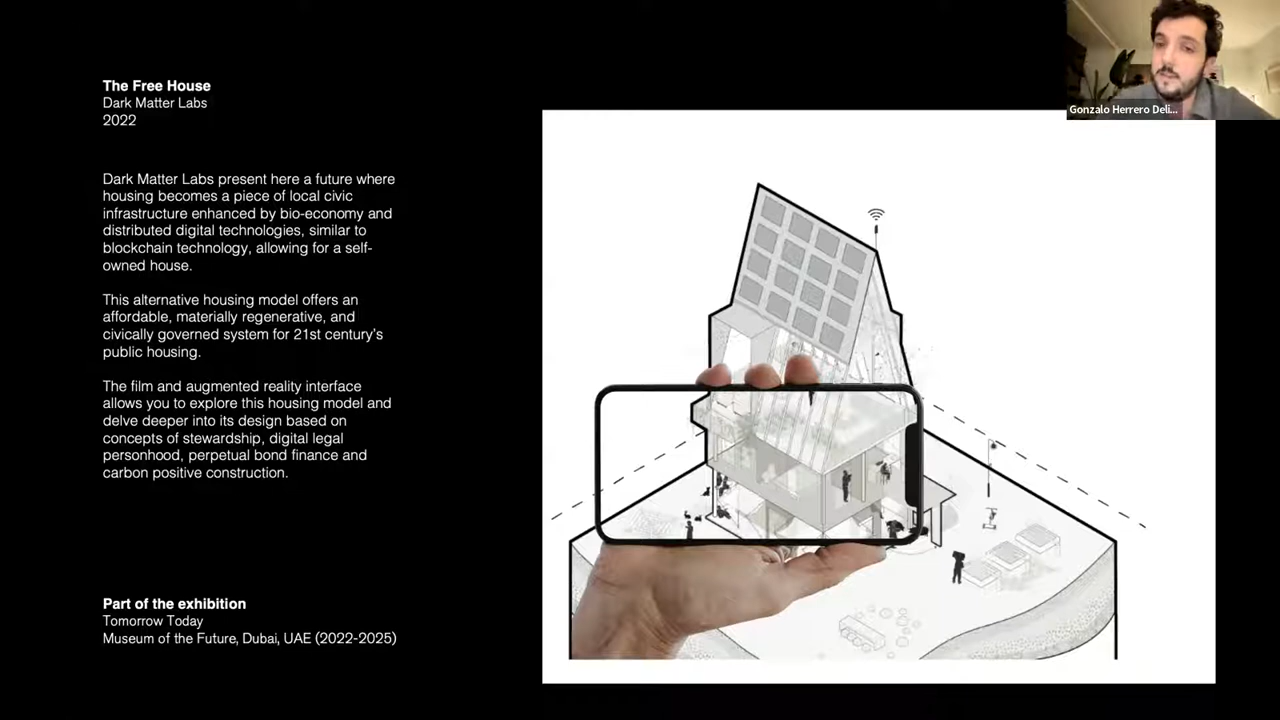 The Free House
Dark Matter Labs
2022
Dark Matter Labs present here a future where
housing becomes a piece of local civic
infrastructure enhanced by bio-economy and
distributed digital technologies, similar to
blockchain technology, allowing for a self-
owned house.
This alternative housing model offers an
affordable, materially regenerative, and
civically governed system for 21st century's
public housing.
The film and augmented reality interface
allows you to explore this housing model and
delve deeper into its design based on
concepts of stewardship, digital legal
personhood, perpetual bond finance and
carbon positive construction.
Part of the exhibition
Tomorrow Today
Museum of the Future, Dubai, UAE (2022-2025)
Gonzalo Herrero Deli...